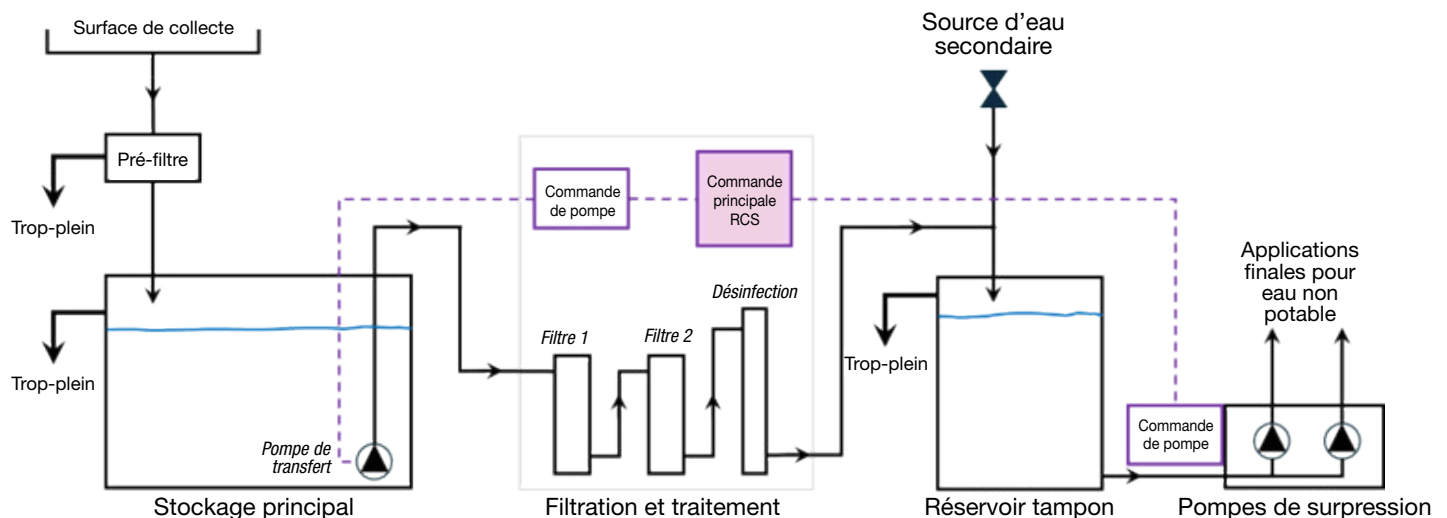 Surface de collecte
Pré-filtre
Trop-plein
Trop-plein
Pompe de
transfert
Stockage principal
Commande
de pompe
Commande
principale
RCS
Filtre 1
Filtre 2
Désinfection
Filtration et traitement
Source d’eau
secondaire
Trop-plein
Réservoir tampon
Applications
finales pour
eau non
potable
Commande
de pompe
Pompes de surpression